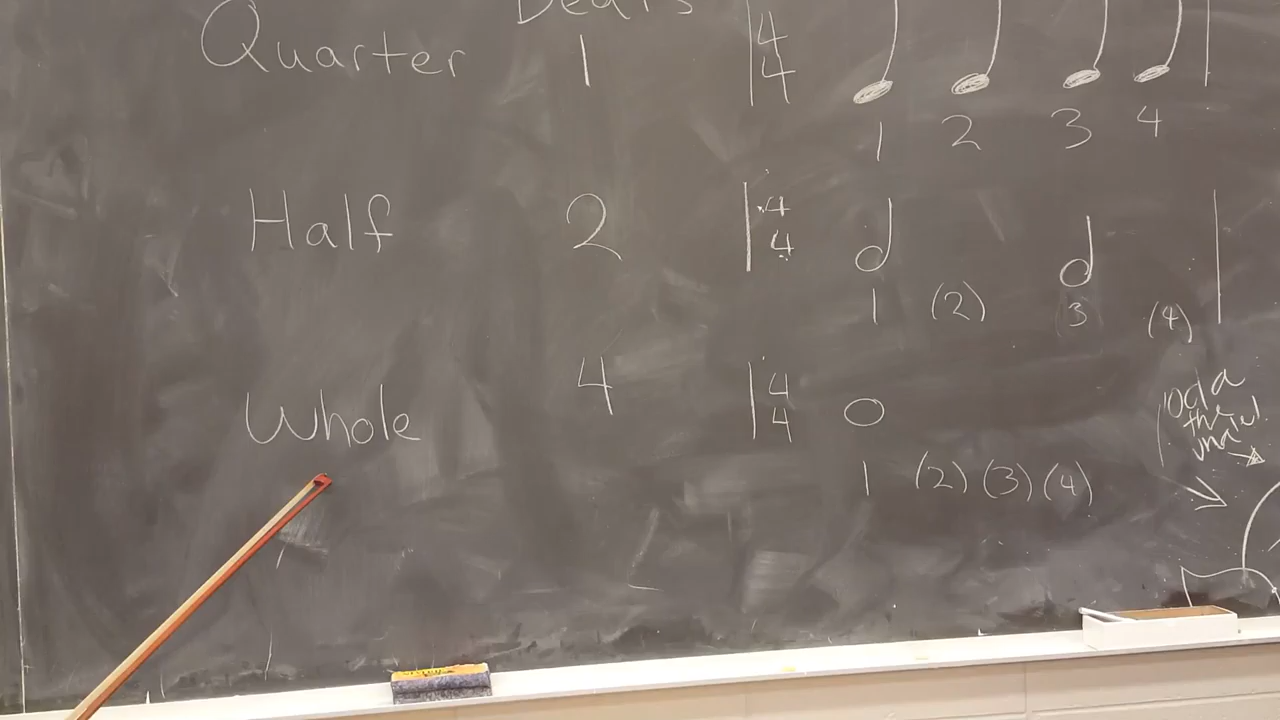 Beats
Quarter 1 4 4
1 2 3 4
Half 2 4 4
1 (2) 3 (4)
Whole 4 4 4
1 (2) (3) (4)
the